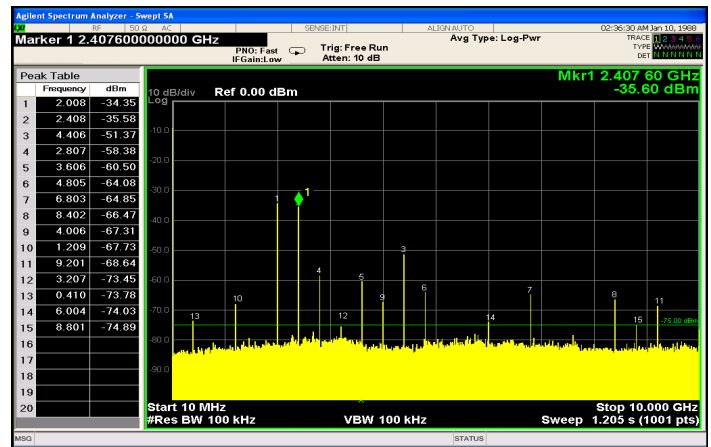 Agilent Spectrum Analyzer - Swept SA
RF 50 Ω AC SENSE:INT ALIGN AUTO 02:36:30 AM Jan 10, 1988
Marker 1 2.407600000000 GHz
PNO: Fast
IFGain:Low
Trig: Free Run
Atten: 10 dB
Avg Type: Log-Pwr
TRACE 1 2 3 4 5 6
TYPE
DET N N N N N N
Peak Table
Frequency dBm
1 2.008 -34.35
2 2.408 -35.58
3 4.406 -51.37
4 2.807 -58.38
5 3.606 -60.50
6 4.805 -64.08
7 6.803 -64.85
8 8.402 -66.47
9 4.006 -67.31
10 1.209 -67.73
11 9.201 -68.64
12 3.207 -73.45
13 0.410 -73.78
14 6.004 -74.03
15 8.801 -74.89
16
17
18
19
20
Mkr1 2.407 60 GHz
-35.60 dBm
10 dB/div
Log
Ref 0.00 dBm
-10.0
-20.0
-30.0
-40.0
-50.0
-60.0
-70.0
-80.0
-90.0
1
1
3
4
5
6
7
8
9
10
11
12
13
14
15
-75.00 dBm
Start 10 MHz
Stop 10.000 GHz
#Res BW 100 kHz
VBW 100 kHz
Sweep 1.205 s (1001 pts)
MSG
STATUS